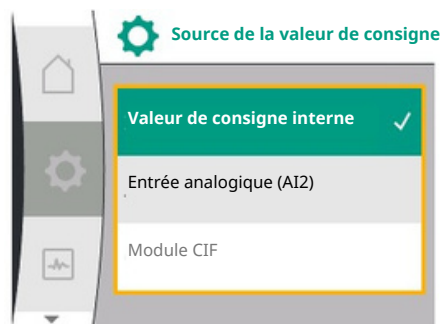 Source de la valeur de consigne
Valeur de consigne interne
Entrée analogique (AI2)
Module CIF